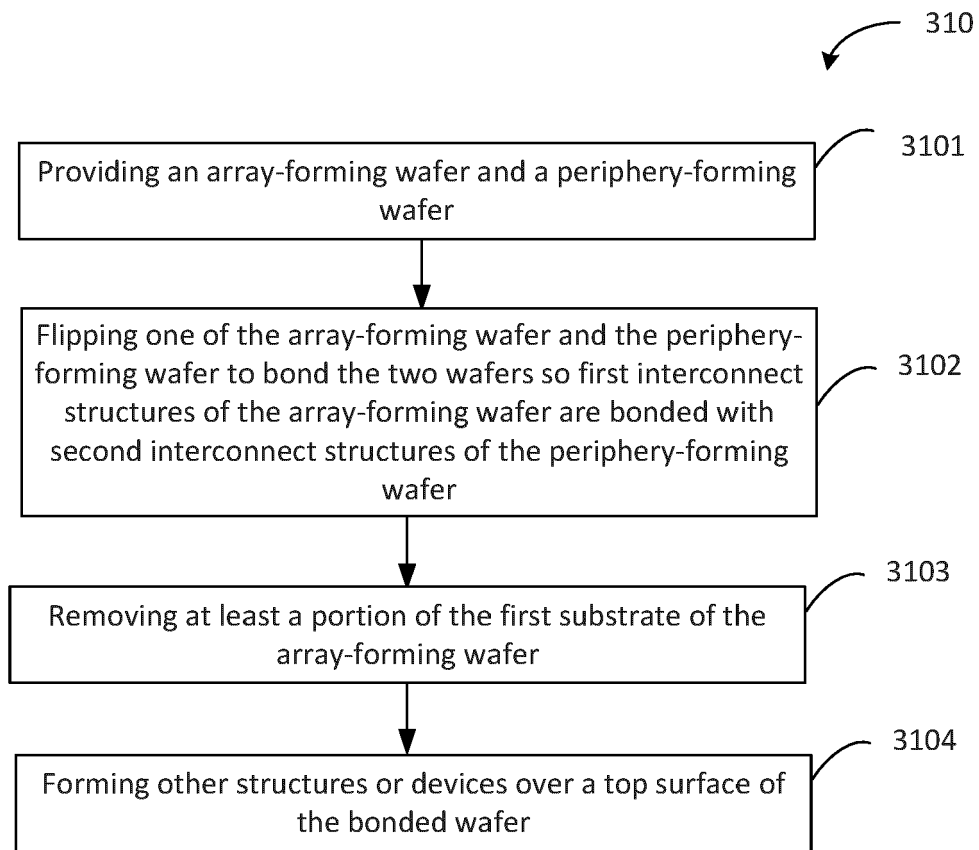 310
3101
Providing an array-forming wafer and a periphery-forming
wafer
Flipping one of the array-forming wafer and the periphery-
forming wafer to bond the two wafers so first interconnect
structures of the array-forming wafer are bonded with
second interconnect structures of the periphery-forming
wafer
3102
Removing at least a portion of the first substrate of the
array-forming wafer
3103
Forming other structures or devices over a top surface of
the bonded wafer
3104